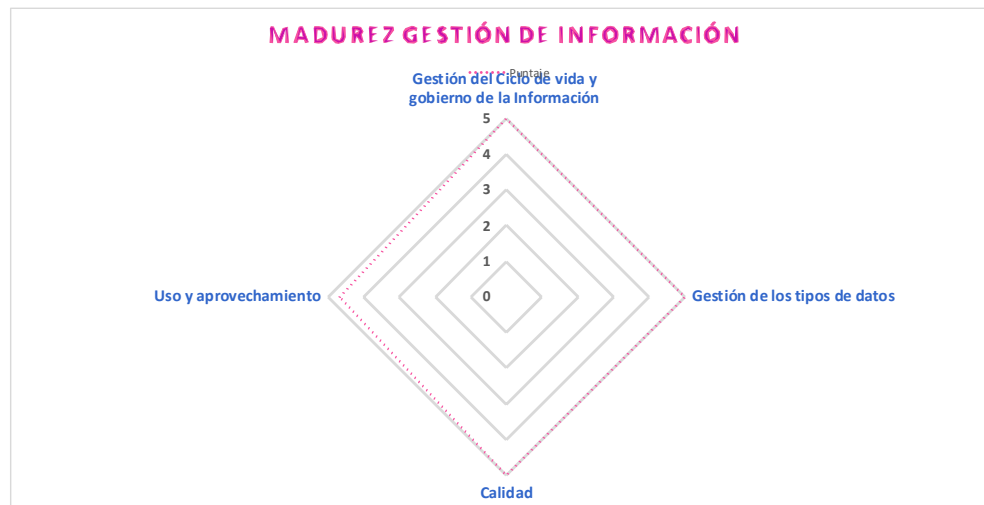 MADUREZ GESTIÓN DE INFORMACIÓN
Puntaje
Gestión del Ciclo de vida y
gobierno de la Información
5
4
3
2
1
0
Uso y aprovechamiento
Gestión de los tipos de datos
Calidad